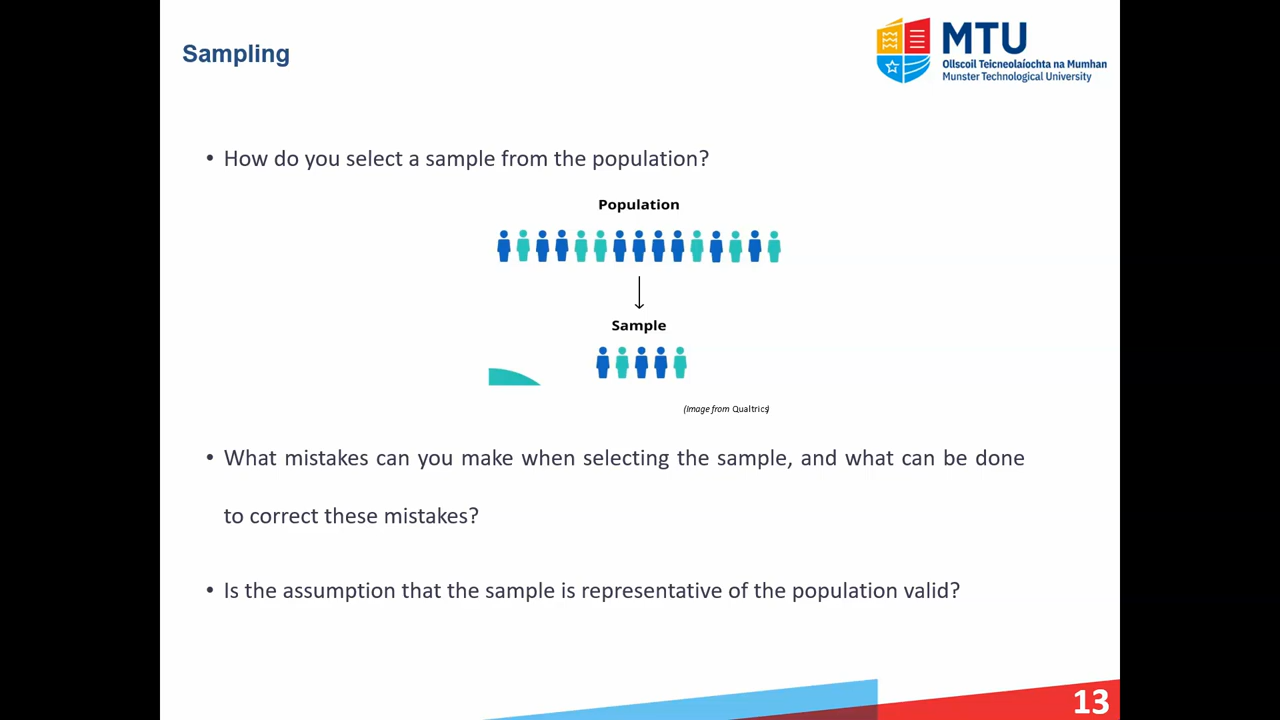 Sampling
MTU
Ollscoil Teicneolaíochta na Mumhan
Munster Technological University
• How do you select a sample from the population?
Population
Sample
(Image from Qualtrics)
• What mistakes can you make when selecting the sample, and what can be done
to correct these mistakes?
• Is the assumption that the sample is representative of the population valid?
13